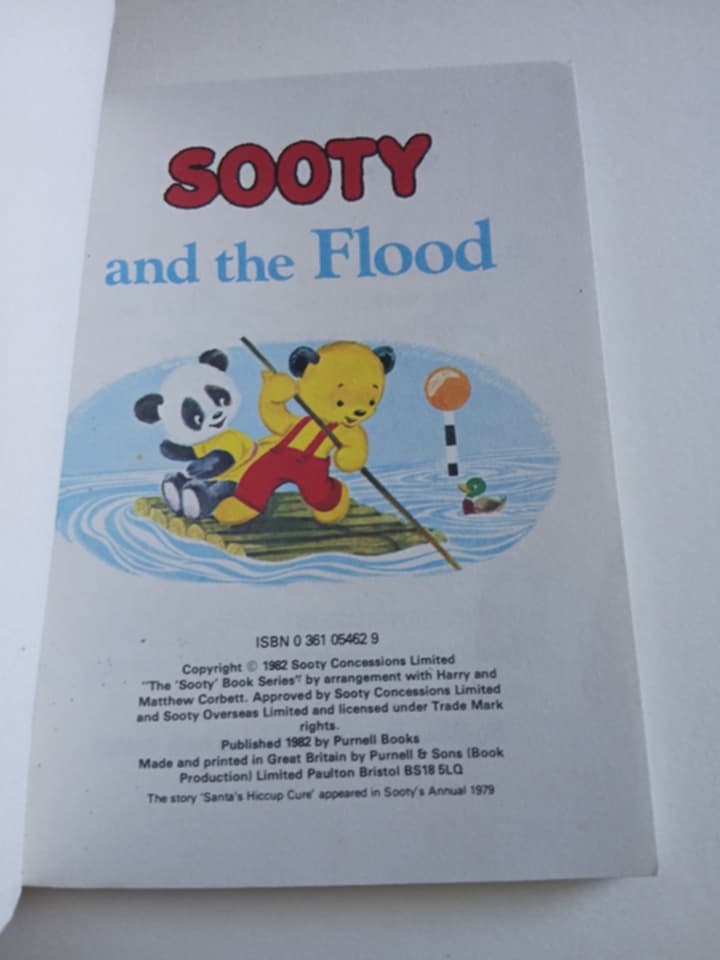 SOOTY
and the Flood
ISBN 0 361 05462 9
Copyright © 1982 Sooty Concessions Limited
"The 'Sooty' Book Series" by arrangement with Harry and
Matthew Corbett. Approved by Sooty Concessions Limited
and Sooty Overseas Limited and licensed under Trade Mark
rights.
Published 1982 by Purnell Books
Made and printed in Great Britain by Purnell & Sons (Book
Production) Limited Paulton Bristol BS18 5LQ
The story 'Santa's Hiccup Cure' appeared in Sooty's Annual 1979